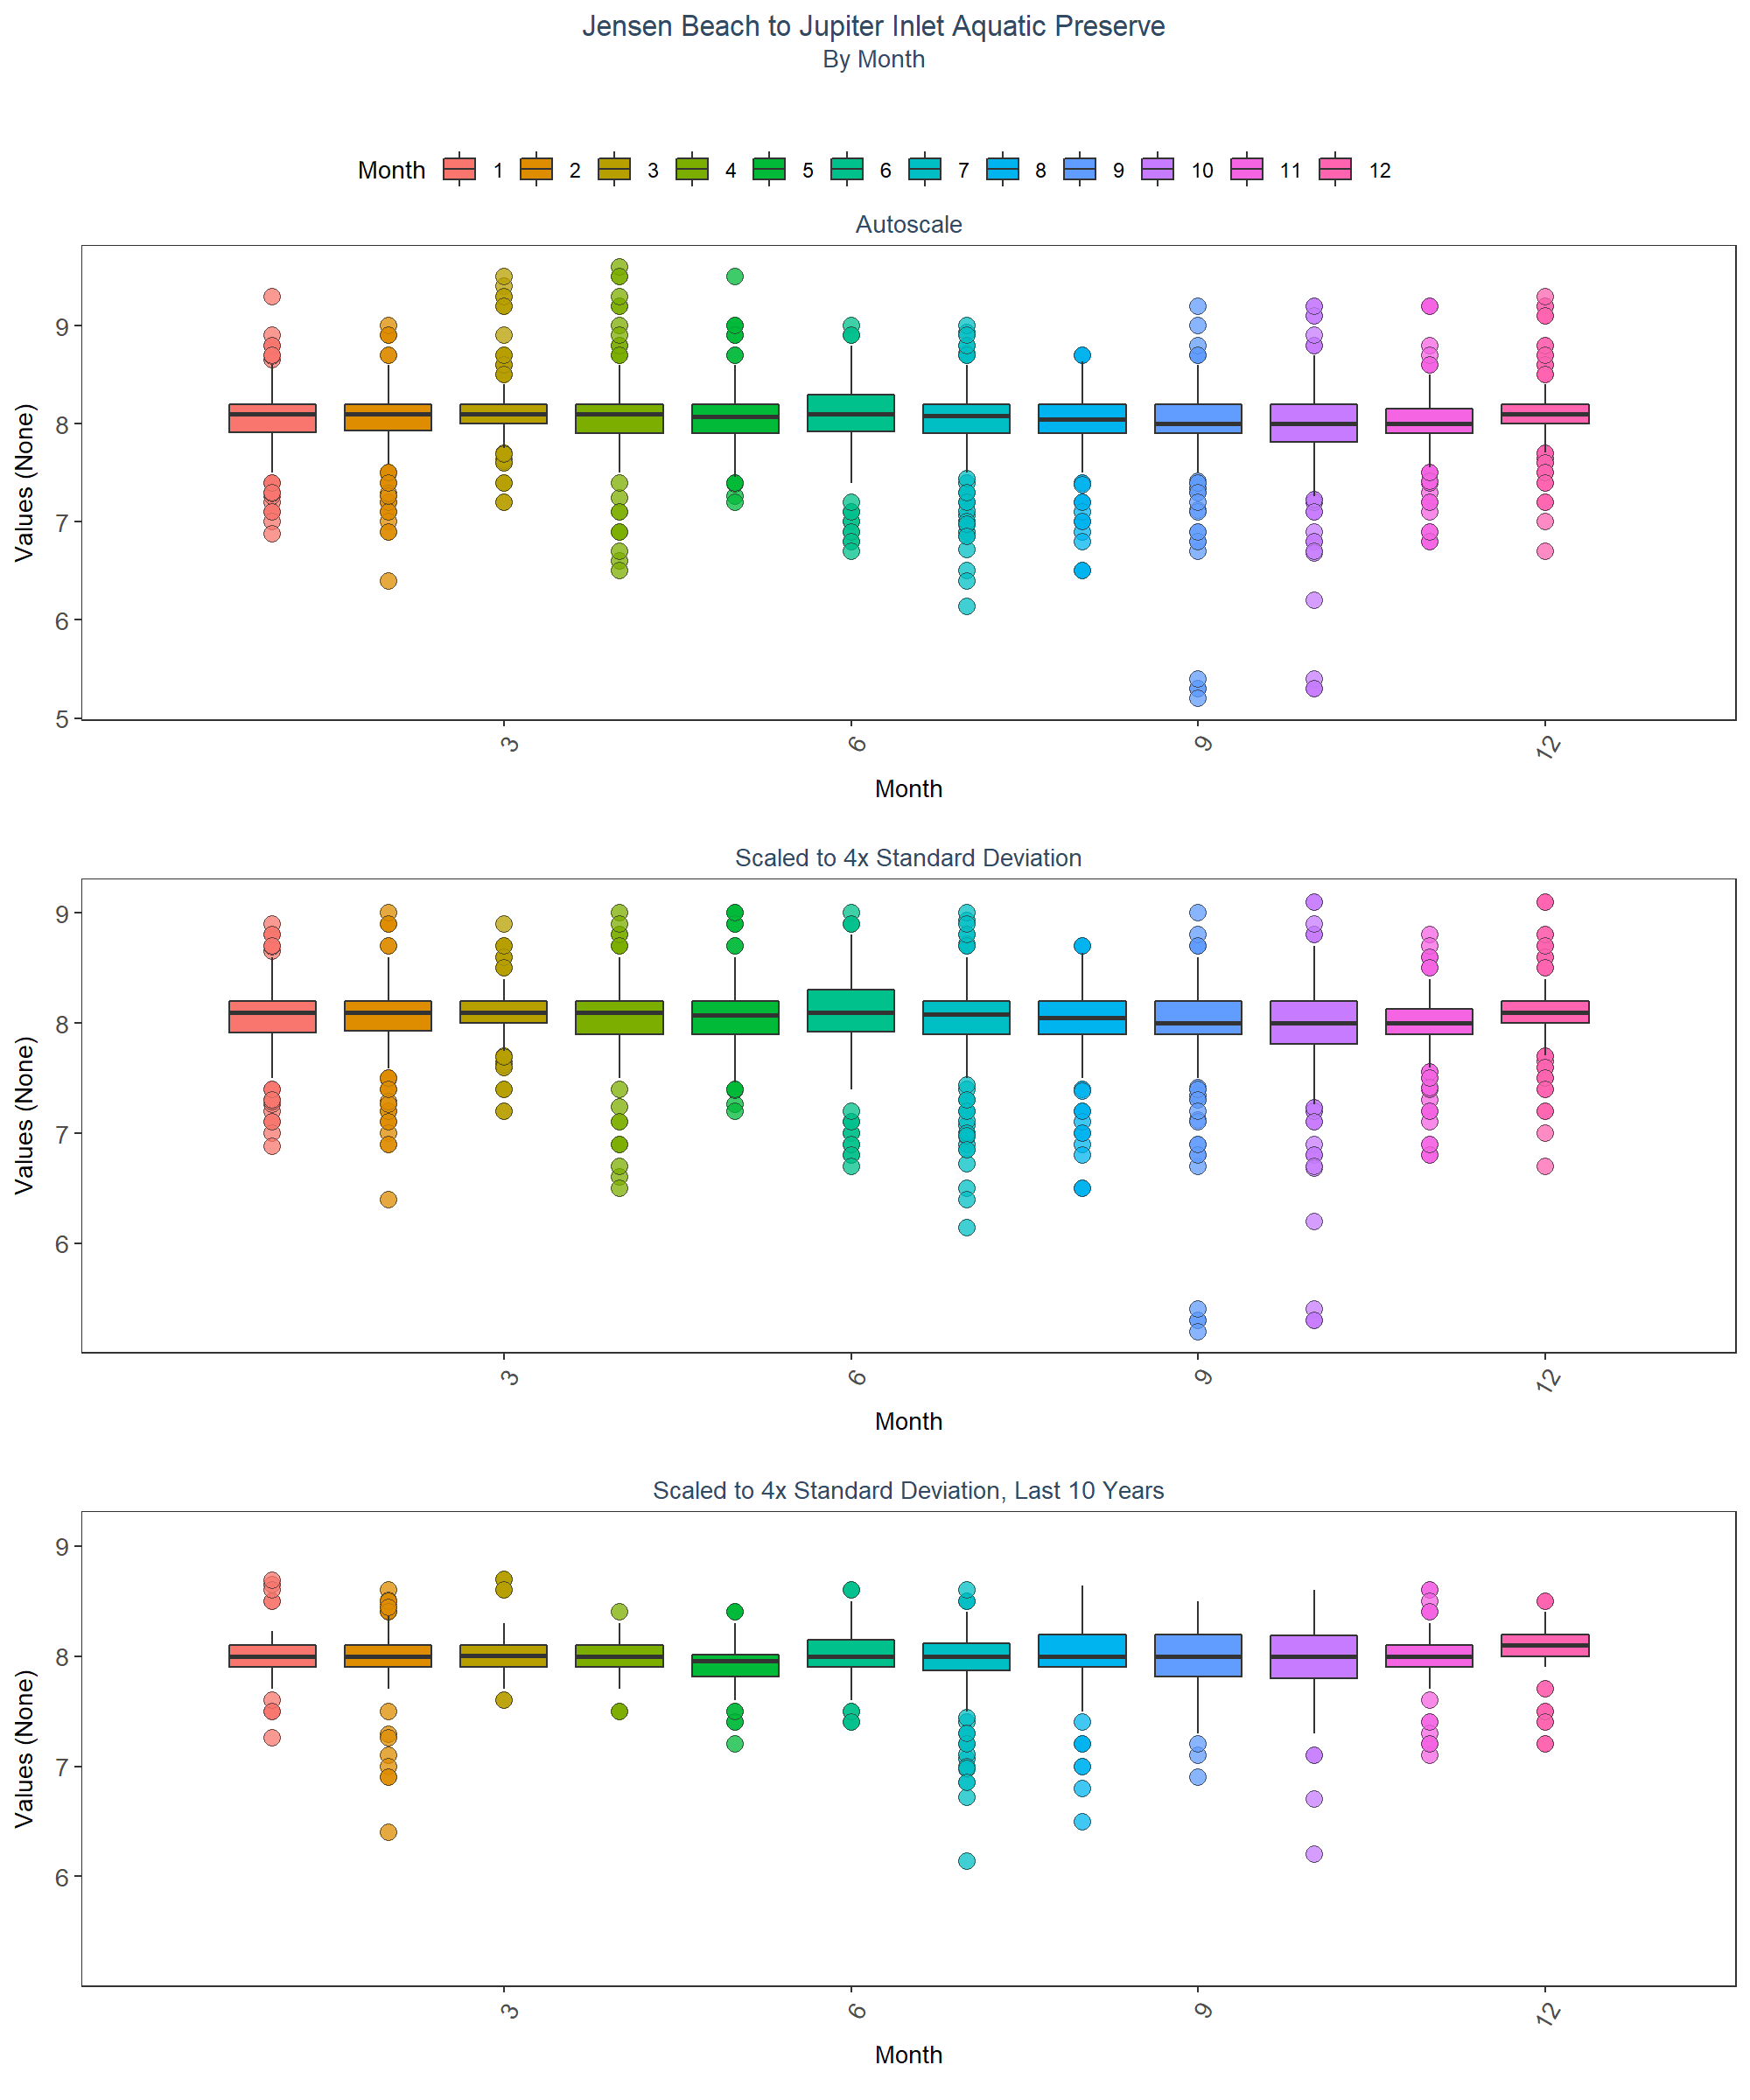 Jensen Beach to Jupiter Inlet Aquatic Preserve
By Month
Month 1 2 3 4 5 6 7 8 9 10 11 12
Autoscale
Values (None)
9
8
7
6
5
3 6 9 12
Month
Scaled to 4x Standard Deviation
Values (None)
9
8
7
6
3 6 9 12
Month
Scaled to 4x Standard Deviation, Last 10 Years
Values (None)
9
8
7
6
3 6 9 12
Month